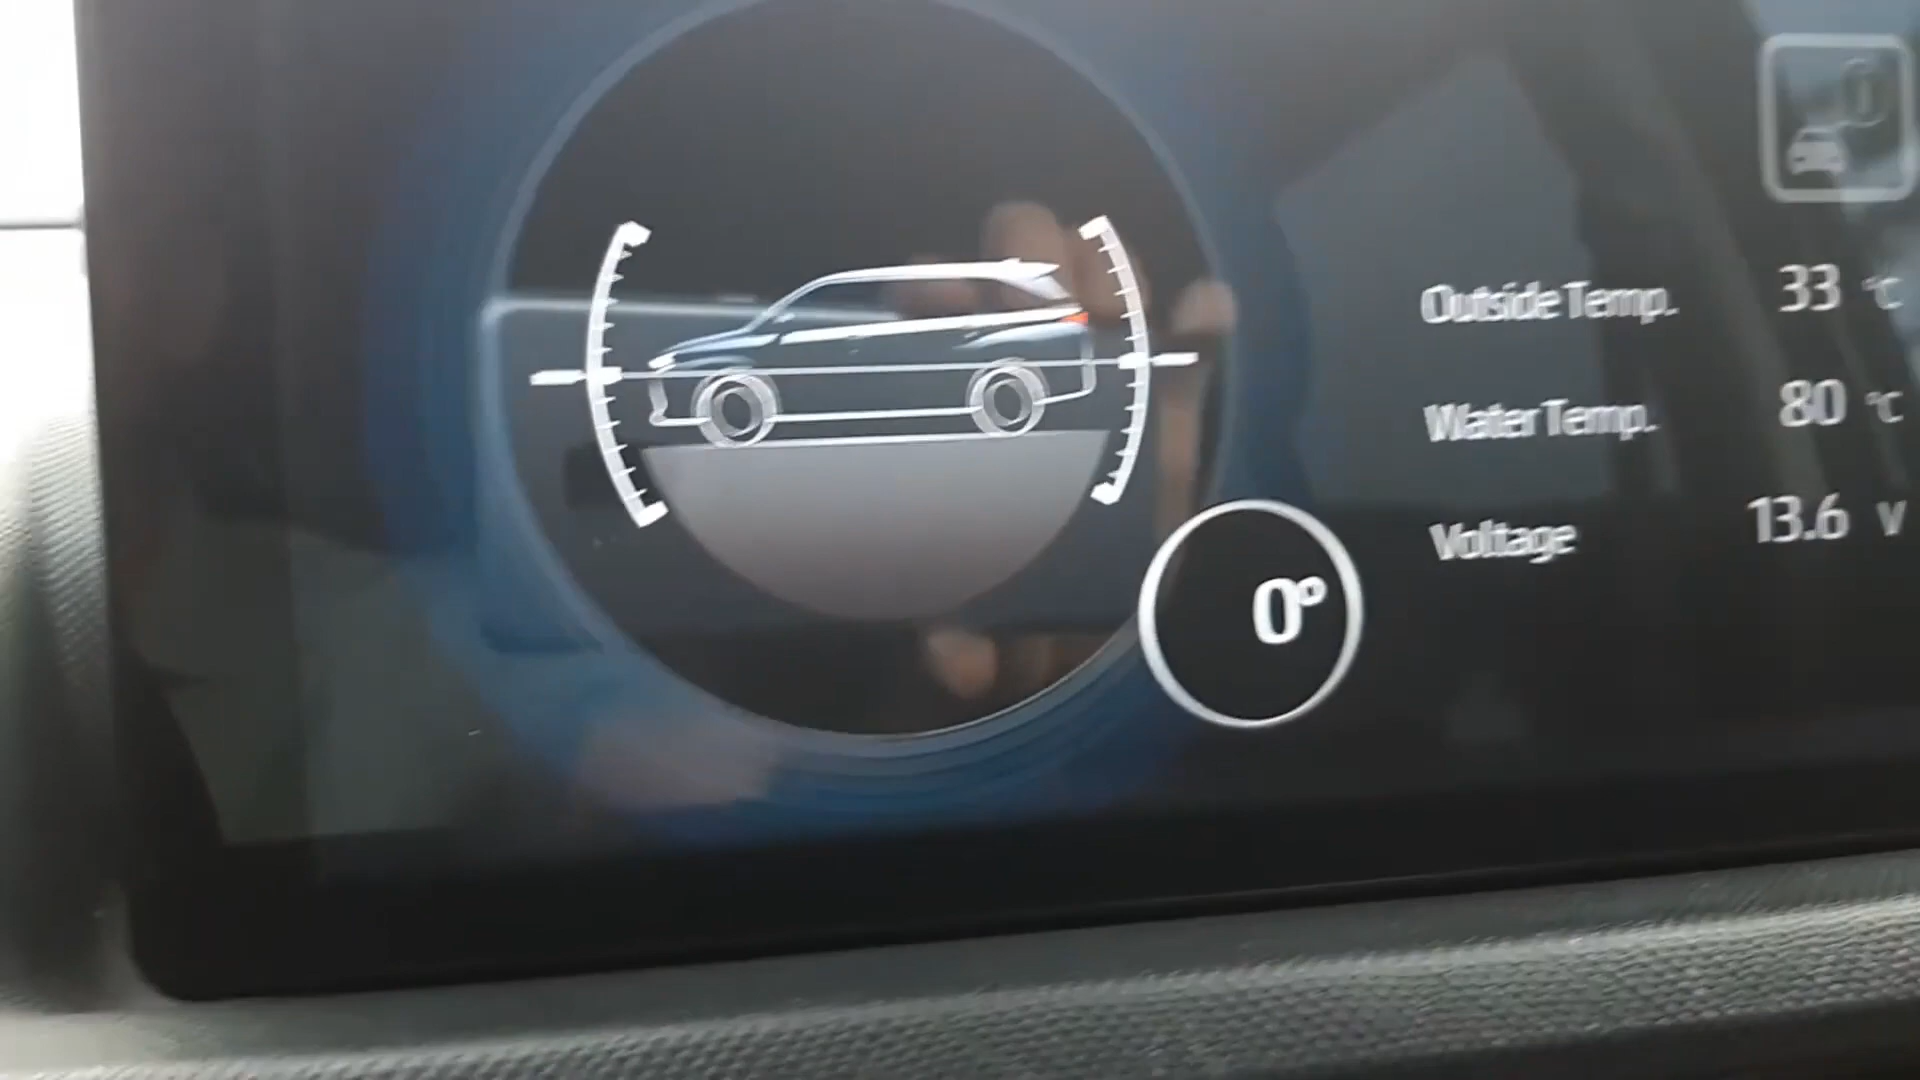 Outside Temp. 33 °C
Water Temp. 80 °C
Voltage 13.6 V
0°